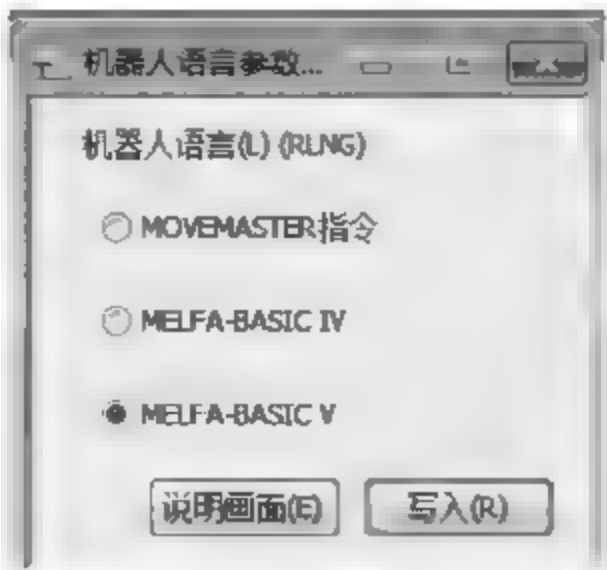 机器人语言参数...
机器人语言(L) (RLNG)
MOVEMASTER指令
MELFA-BASIC IV
MELFA-BASIC V
说明画面(E) 写入(R)